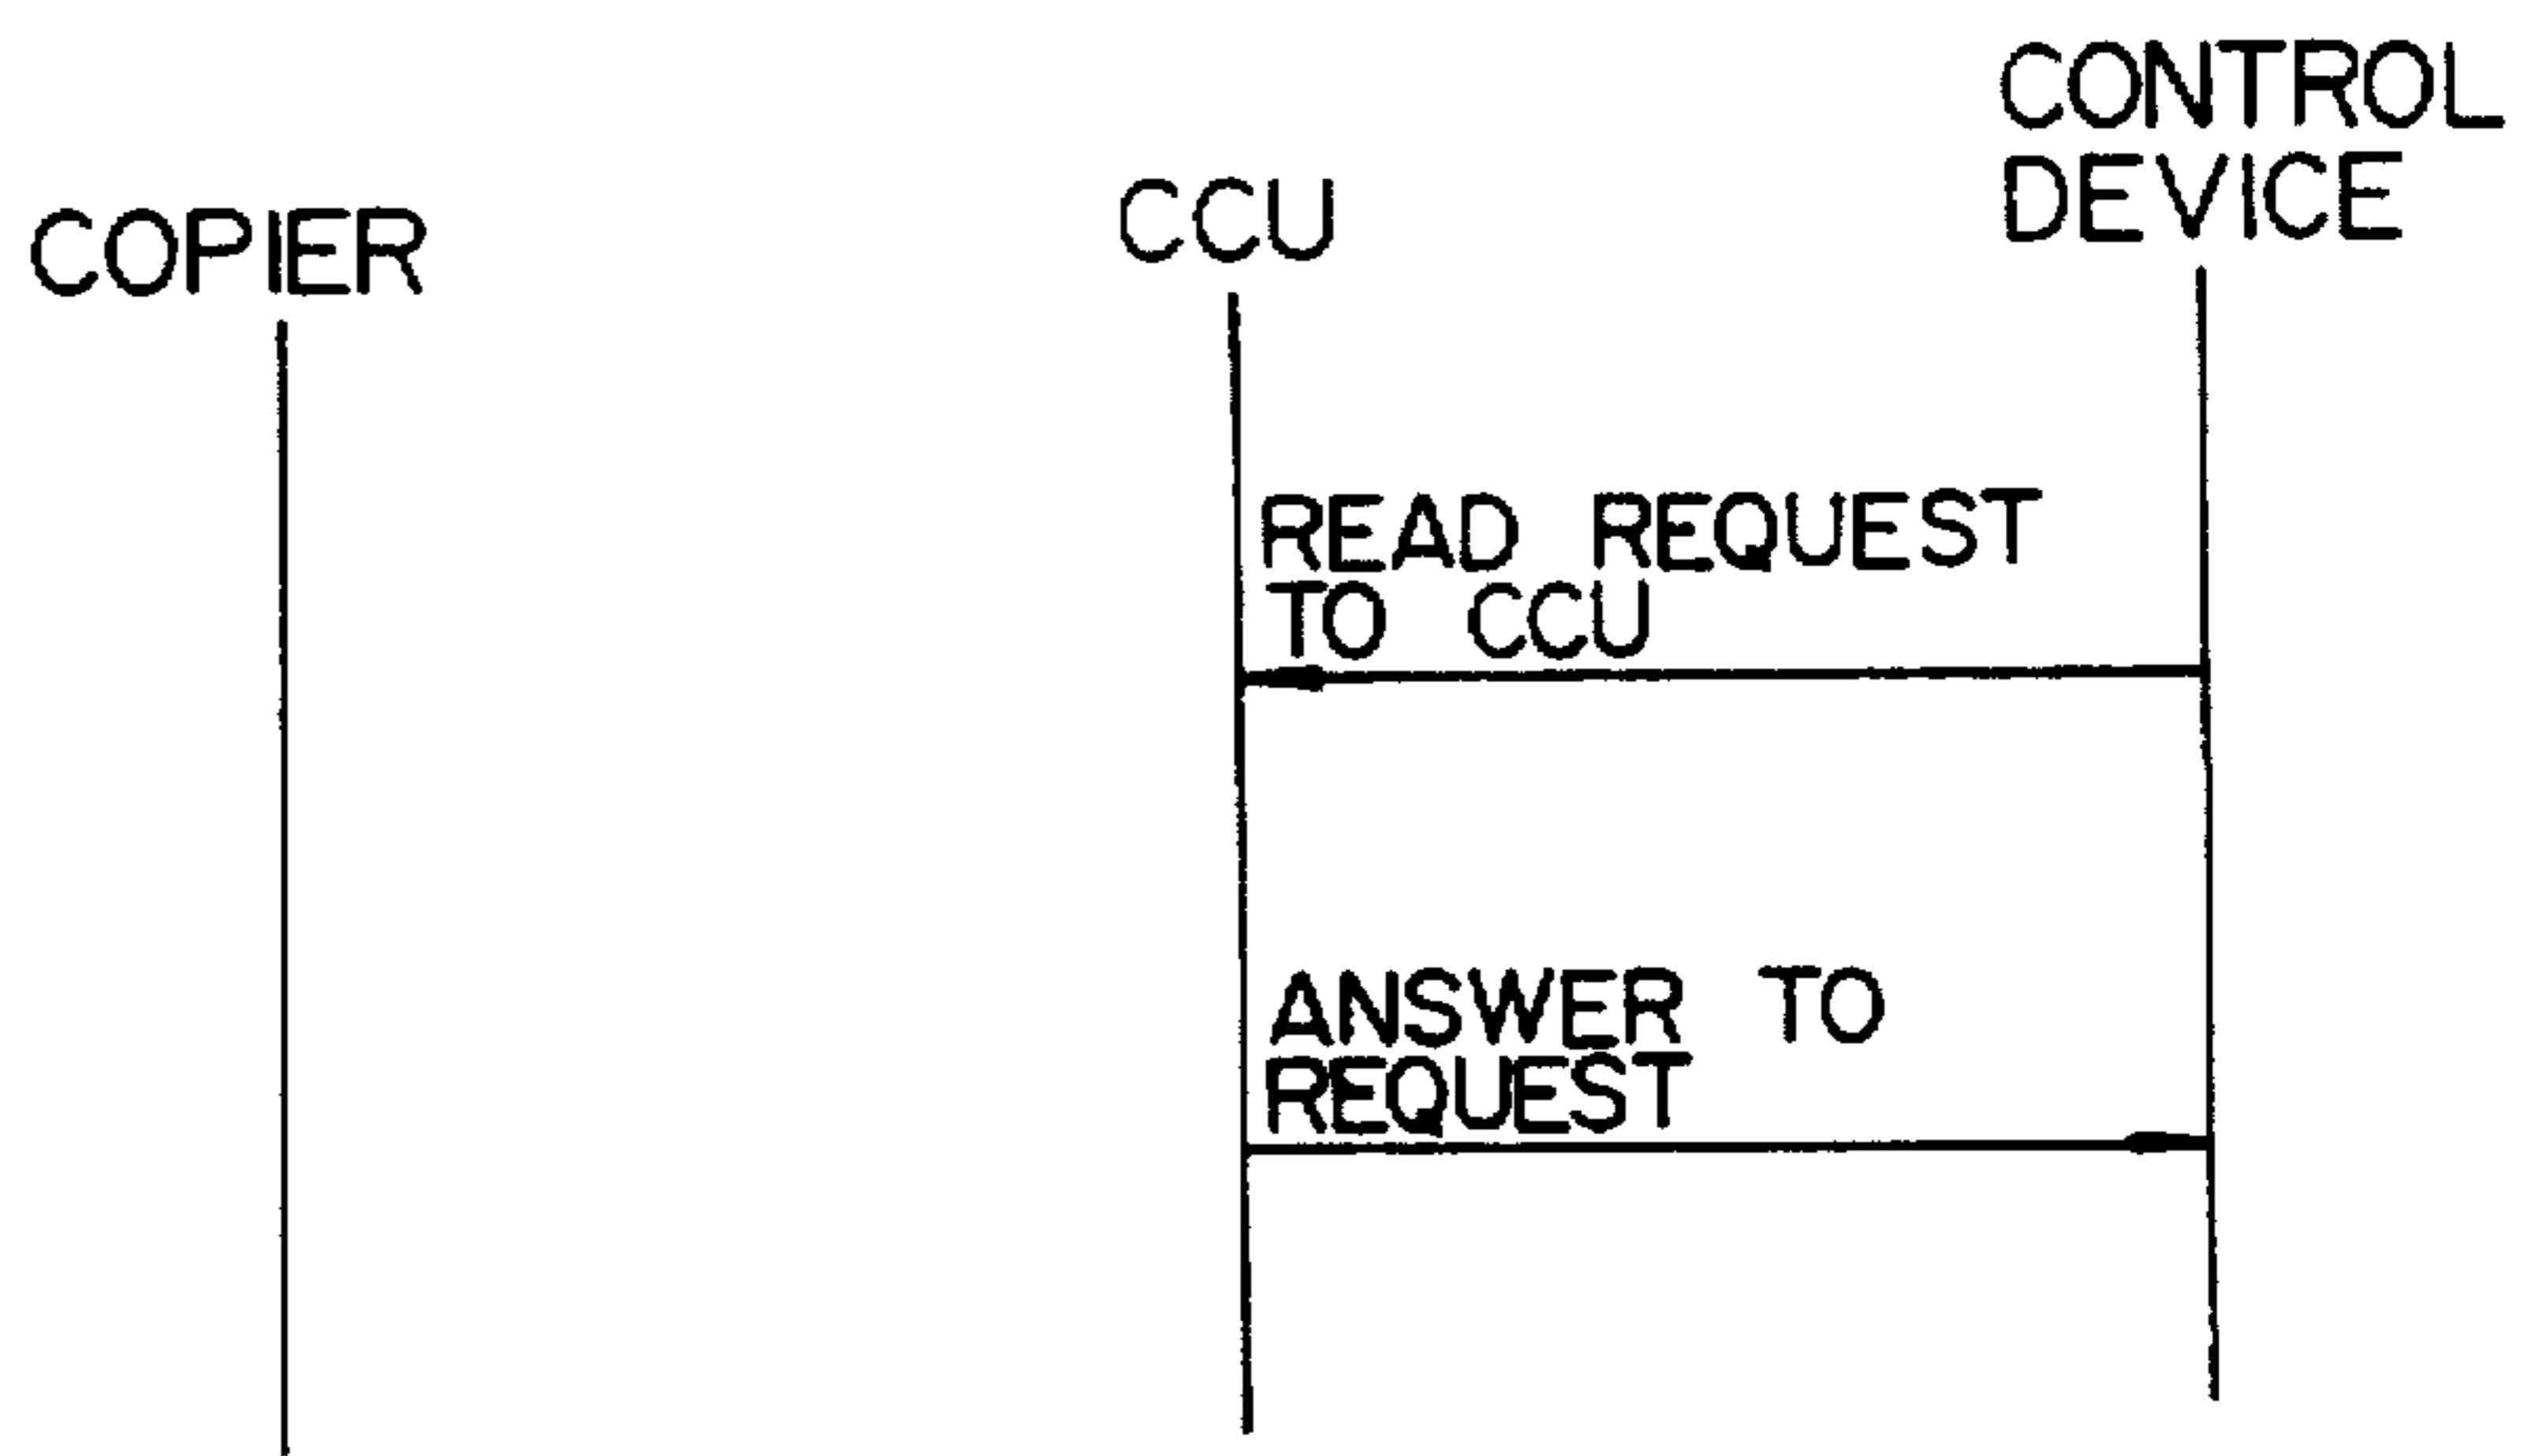 COPIER
CCU
CONTROL
DEVICE
READ REQUEST
TO CCU
ANSWER TO
REQUEST